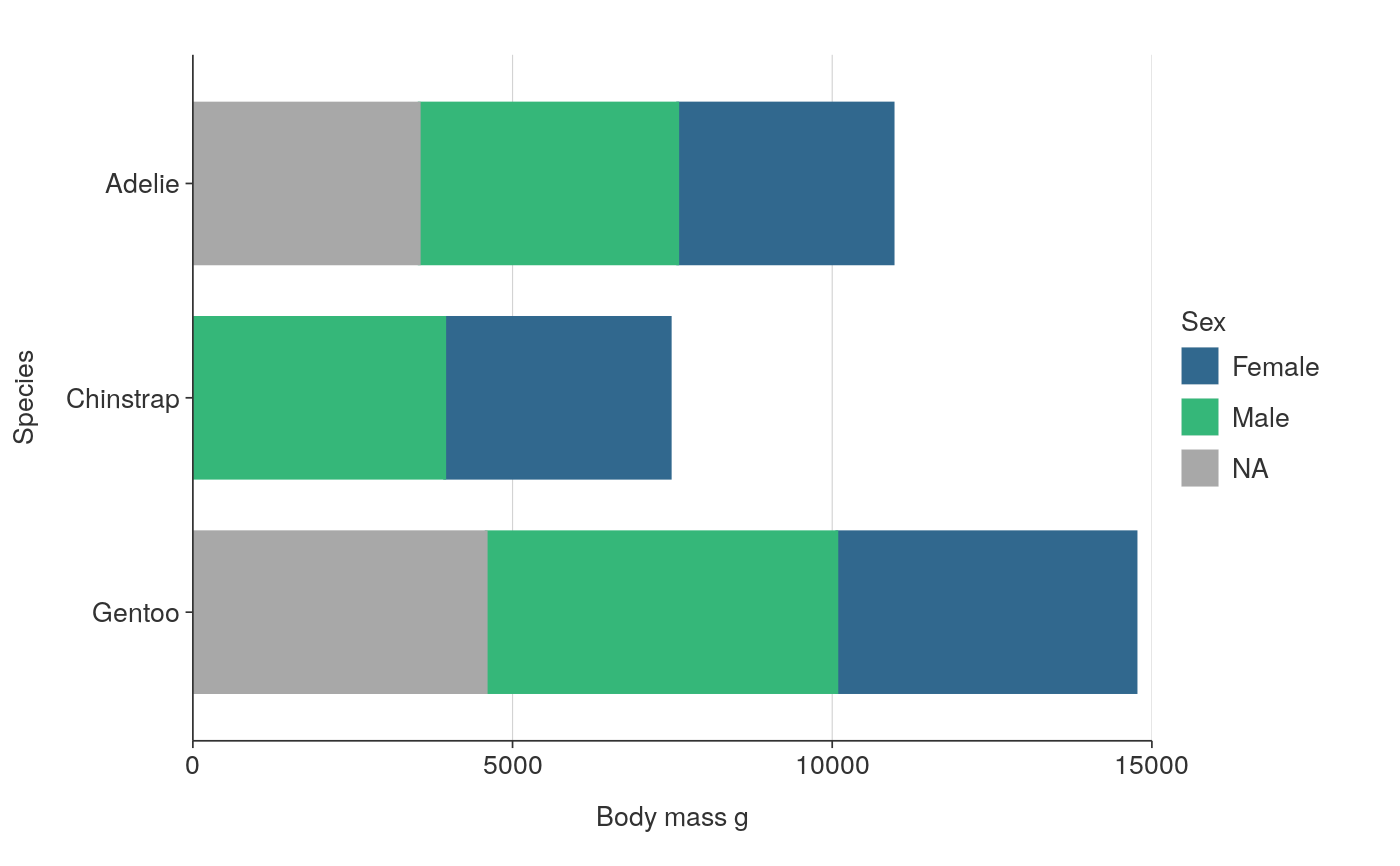 Species
Adelie
Chinstrap
Gentoo
0
5000
10000
15000
Body mass g
Sex
Female
Male
NA